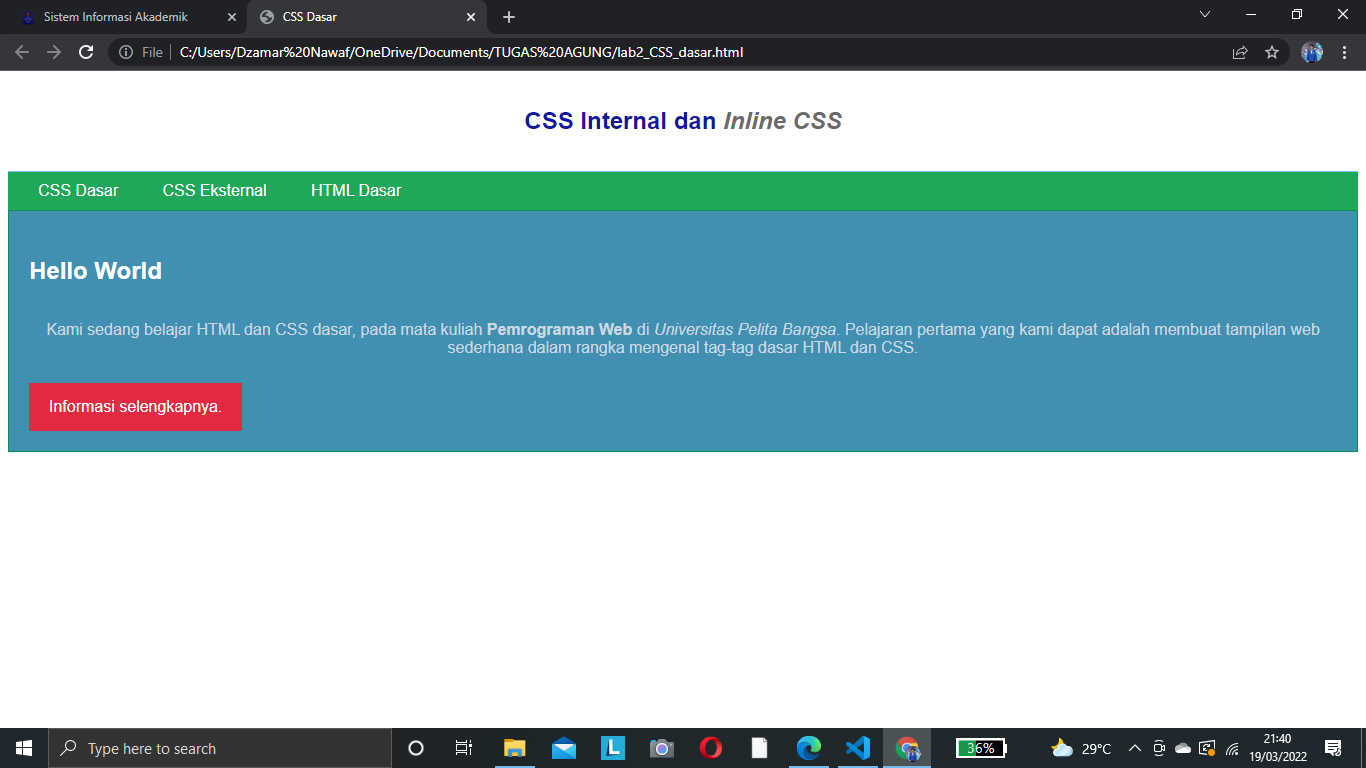 Sistem Informasi Akademik
CSS Dasar
File
C:/Users/Dzamar%20Nawaf/OneDrive/Documents/TUGAS%20AGUNG/lab2_CSS_dasar.html
CSS Internal dan Inline CSS
CSS Dasar CSS Eksternal HTML Dasar
Hello World
Kami sedang belajar HTML dan CSS dasar, pada mata kuliah Pemrograman Web di Universitas Pelita Bangsa. Pelajaran pertama yang kami dapat adalah membuat tampilan web
sederhana dalam rangka mengenal tag-tag dasar HTML dan CSS.
Informasi selengkapnya.
Type here to search
L
36%
29°C
21:40
19/03/2022